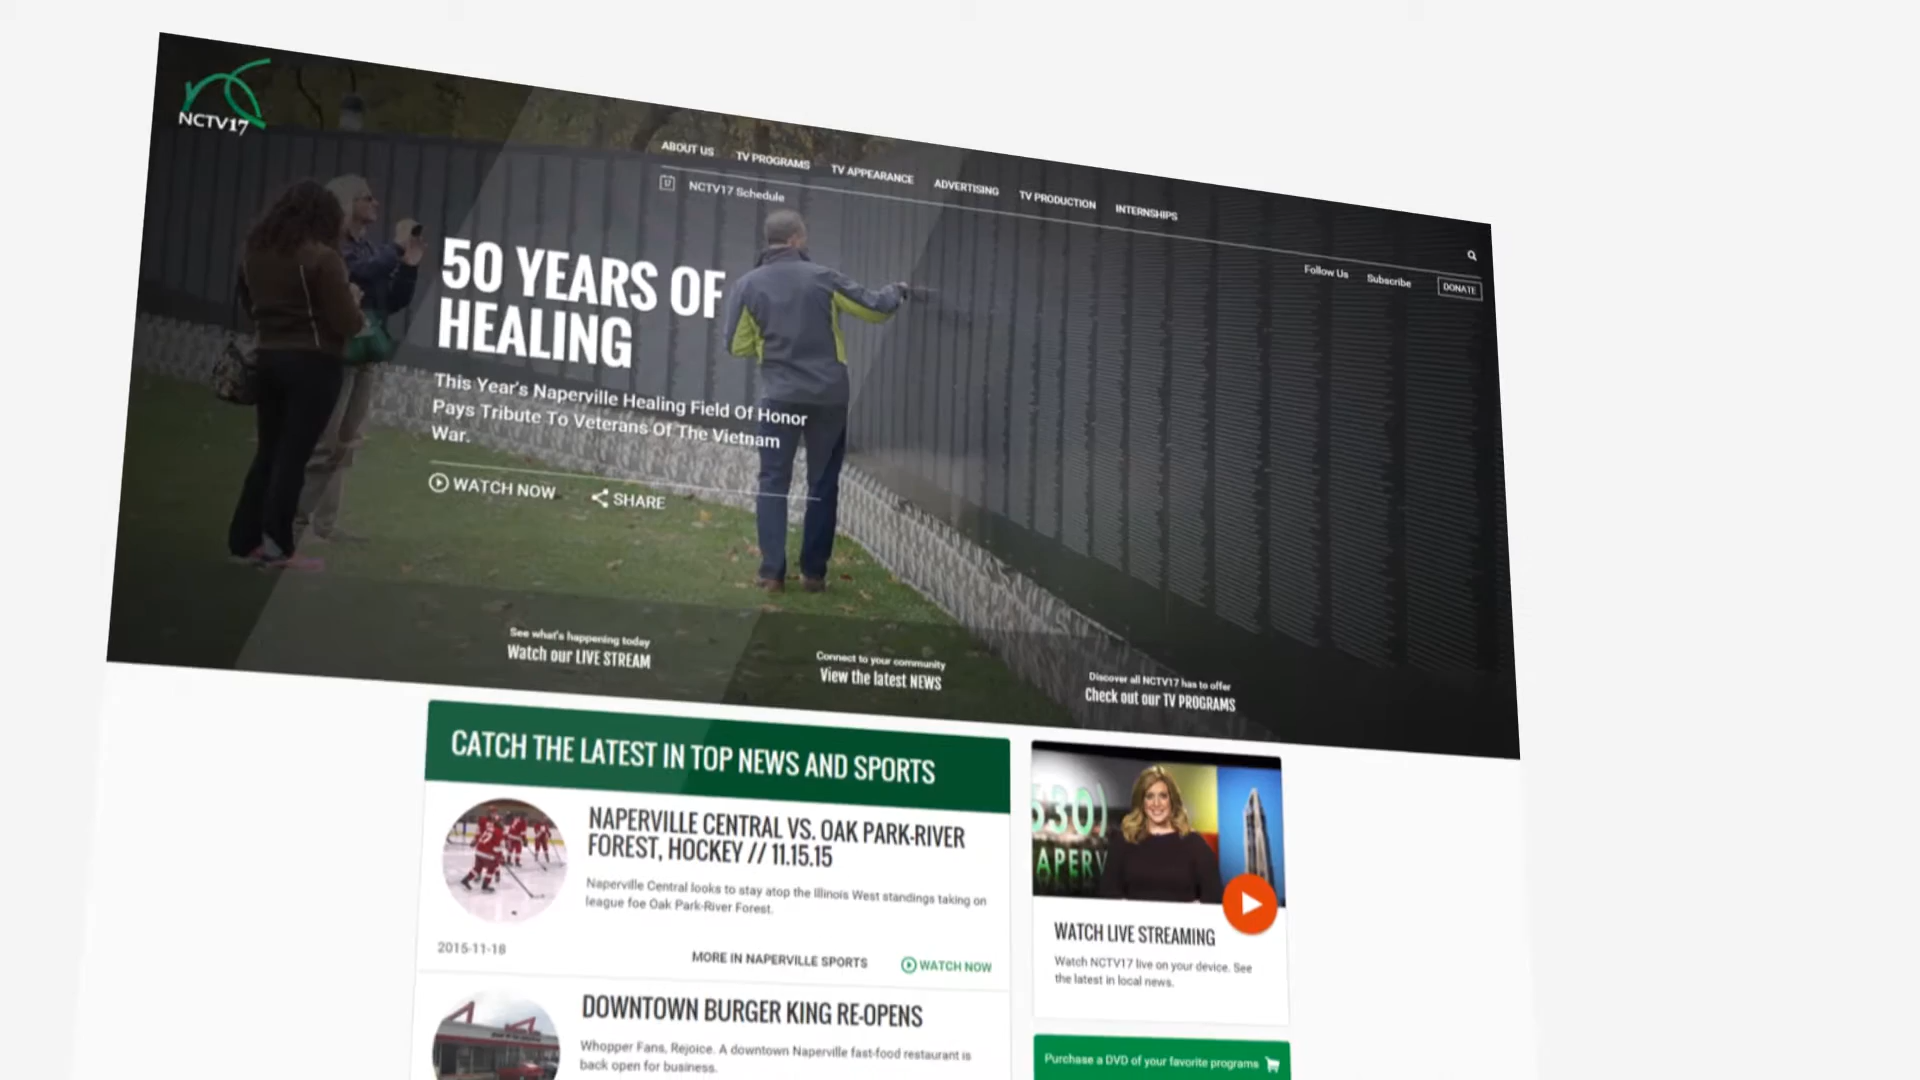 NCTV17
ABOUT US TV PROGRAMS TV APPEARANCE ADVERTISING TV PRODUCTION INTERNSHIPS
17 NCTV17 Schedule
Follow Us Subscribe DONATE
50 YEARS OF
HEALING
This Year's Naperville Healing Field Of Honor
Pays Tribute To Veterans Of The Vietnam
War.
WATCH NOW SHARE
See what's happening today
Watch our LIVE STREAM
Connect to your community
View the latest NEWS
Discover all NCTV17 has to offer
Check out our TV PROGRAMS
CATCH THE LATEST IN TOP NEWS AND SPORTS
NAPERVILLE CENTRAL VS. OAK PARK-RIVER
FOREST, HOCKEY // 11.15.15
Naperville Central looks to stay atop the Illinois West standings taking on
league foe Oak Park-River Forest.
2015-11-16
MORE IN NAPERVILLE SPORTS WATCH NOW
DOWNTOWN BURGER KING RE-OPENS
Whopper Fans, Rejoice. A downtown Naperville fast-food restaurant is
back open for business.
630)
APERV
WATCH LIVE STREAMING
Watch NCTV17 live on your device. See
the latest in local news.
Purchase a DVD of your favorite programs